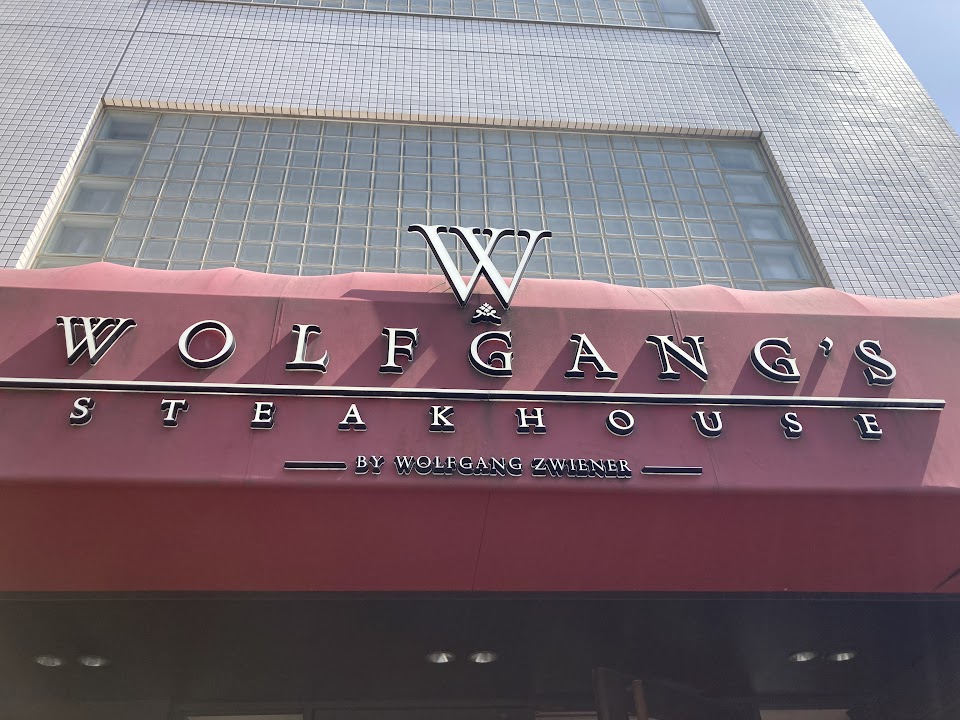 W
WOLFGANG'S
STEAKHOUSE
BY WOLFGANG ZWIENER